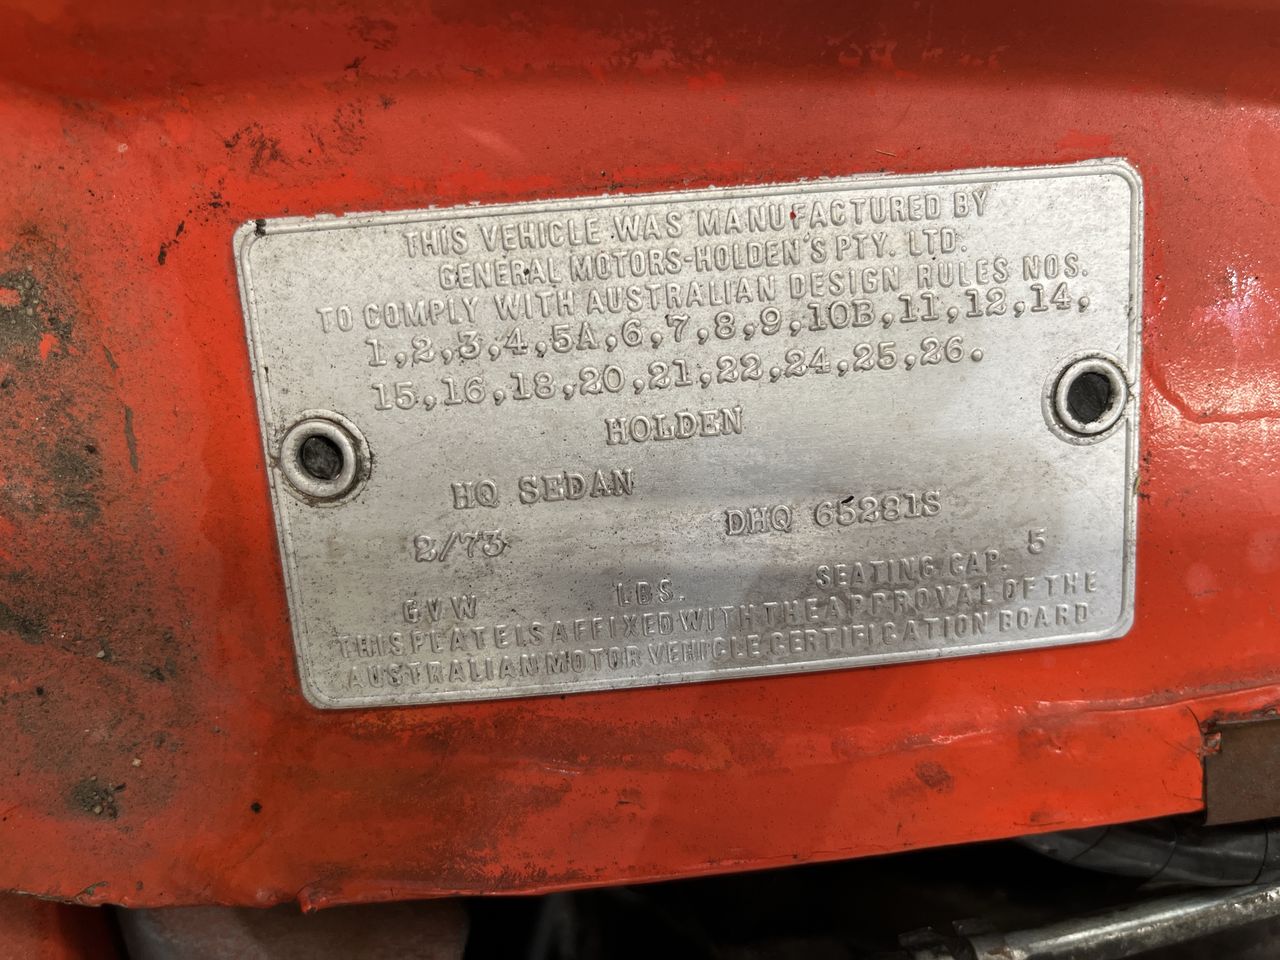 THIS VEHICLE WAS MANUFACTURED BY
GENERAL MOTORS-HOLDEN'S PTY. LTD.
TO COMPLY WITH AUSTRALIAN DESIGN RULES NOS.
1,2,3,4,5A,6,7,8,9,10B,11,12,14,
15,16,18,20,21,22,24,25,26.
HOLDEN
HQ SEDAN
2/73 DHQ 65281S
GVW LBS. SEATING CAP. 5
THIS PLATE IS AFFIXED WITH THE APPROVAL OF THE
AUSTRALIAN MOTOR VEHICLE CERTIFICATION BOARD